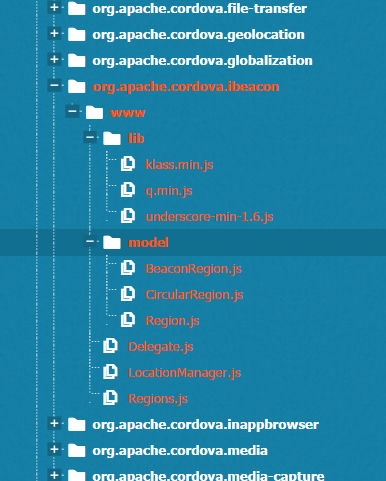 org.apache.cordova.file-transfer
org.apache.cordova.geolocation
org.apache.cordova.globalization
org.apache.cordova.ibeacon
www
lib
klass.min.js
q.min.js
underscore-min-1.6.js
model
BeaconRegion.js
CircularRegion.js
Region.js
Delegate.js
LocationManager.js
Regions.js
org.apache.cordova.inappbrowser
org.apache.cordova.media
org.apache.cordova.media-capture